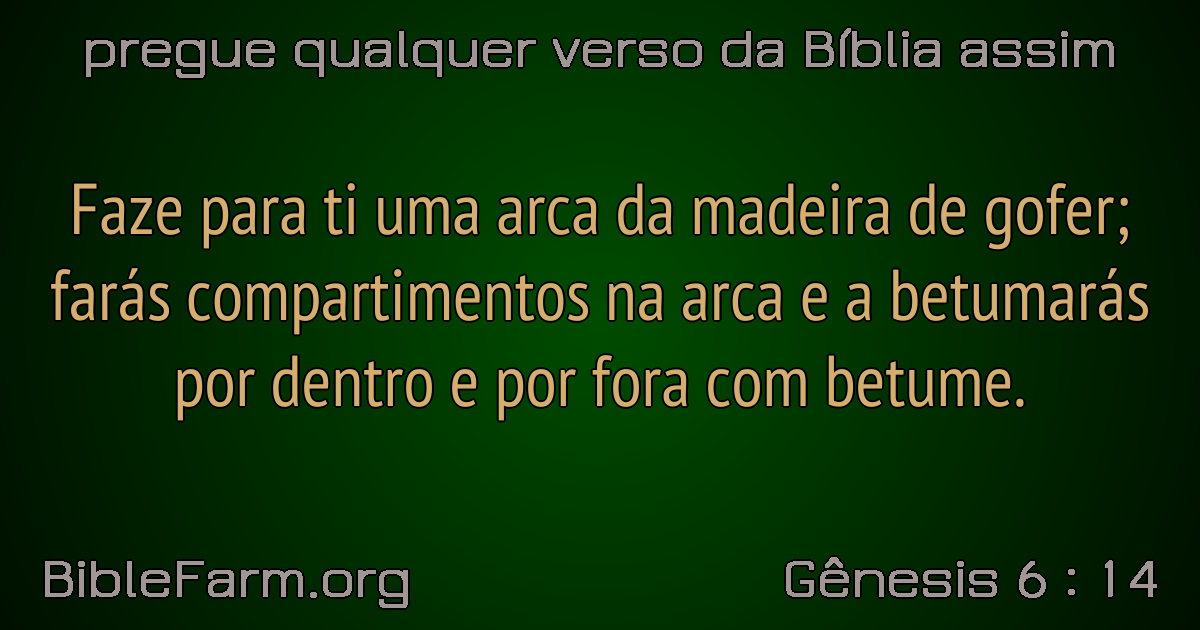 pregue qualquer verso da Bíblia assim
Faze para ti uma arca da madeira de gofer;
farás compartimentos na arca e a betumarás
por dentro e por fora com betume.
BibleFarm.org
Gênesis 6 : 14